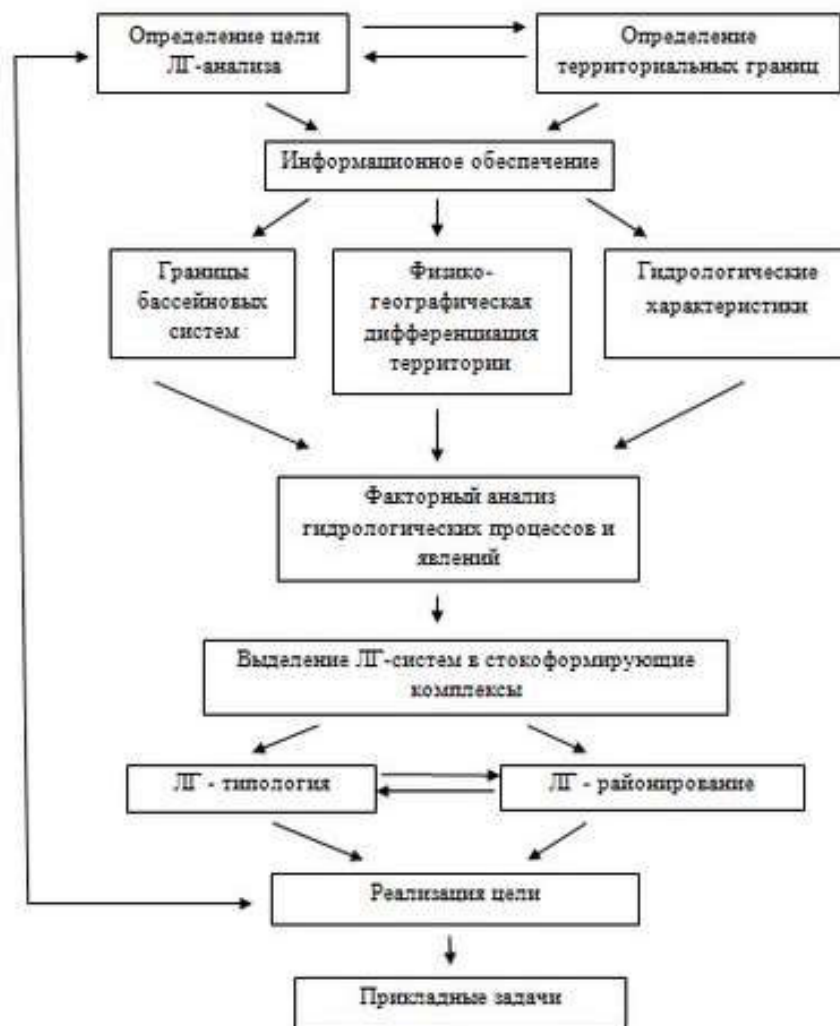 Определение цели
ЛГ-анализа
Определение
территориальных границ
Информационное обеспечение
Границы
бассейновых
систем
Физико-
географическая
дифференциация
территории
Гидрологические
характеристики
Факторный анализ
гидрологических процессов и
явлений
Выделение ЛГ-систем в стокоформирующие
комплексы
ЛГ - типология
ЛГ - районирование
Реализация цели
Прикладные задачи